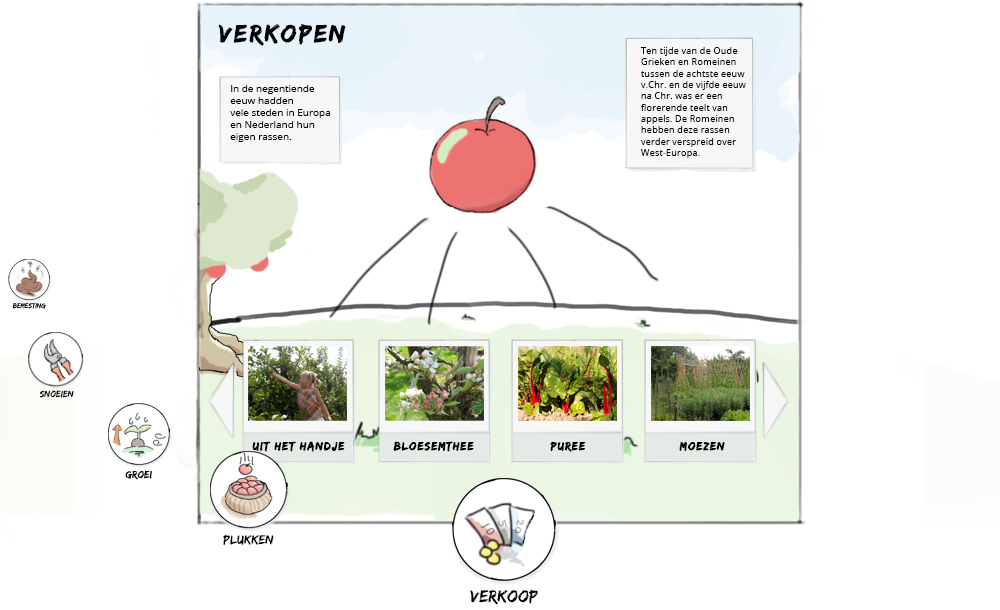 VERKOPEN
In de negentiende
eeuw hadden
vele steden in Europa
en Nederland hun
eigen rassen.
Ten tijde van de Oude
Grieken en Romeinen
tussen de achtste eeuw
v.Chr. en de vijfde eeuw
na Chr. was er een
florerende teelt van
appels. De Romeinen
hebben deze rassen
verder verspreid over
West-Europa.
BEMESTING
SNOEIEN
GROEI
UIT HET HANDJE
BLOESEMTHEE
PUREE
MOEZEN
PLUKKEN
10
5
20
VERKOOP